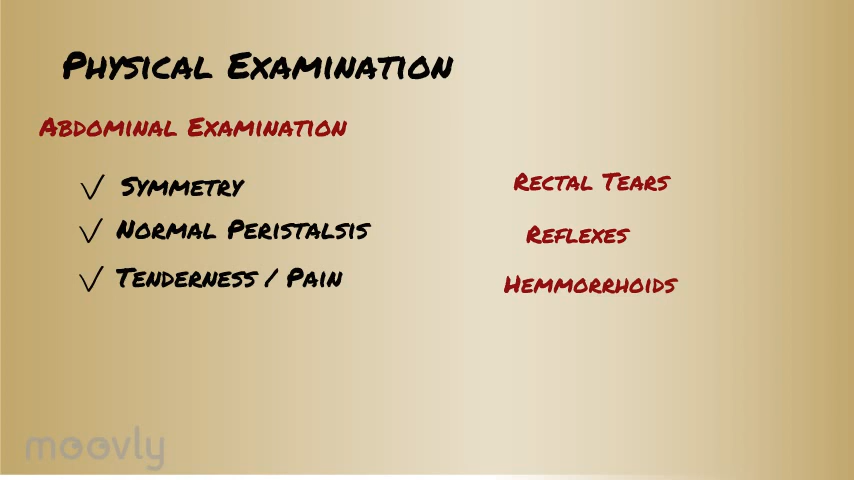 Physical Examination
Abdominal Examination
√ Symmetry
√ Normal Peristalsis
√ Tenderness / Pain
Rectal Tears
Reflexes
Hemmorrhoids
moovly